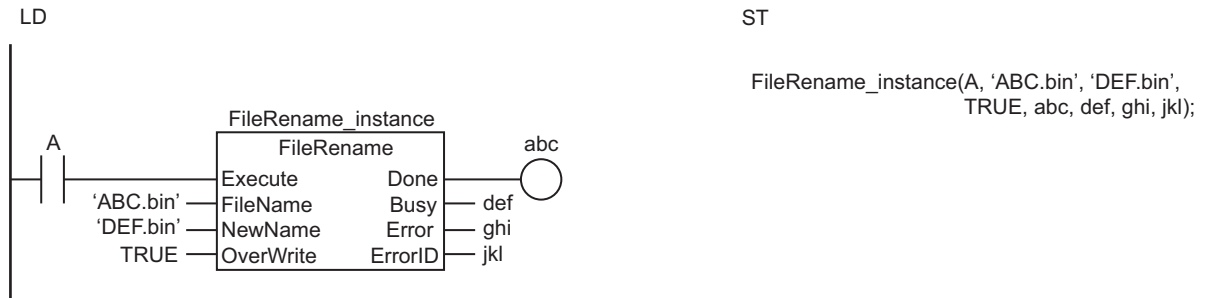 LD
ST
FileRename_instance(A, ‘ABC.bin’, ‘DEF.bin’,
TRUE, abc, def, ghi, jkl);
FileRename_instance
A
FileRename
abc
Execute
Done
‘ABC.bin’
FileName
Busy
def
‘DEF.bin’
NewName
Error
ghi
TRUE
OverWrite
ErrorID
jkl